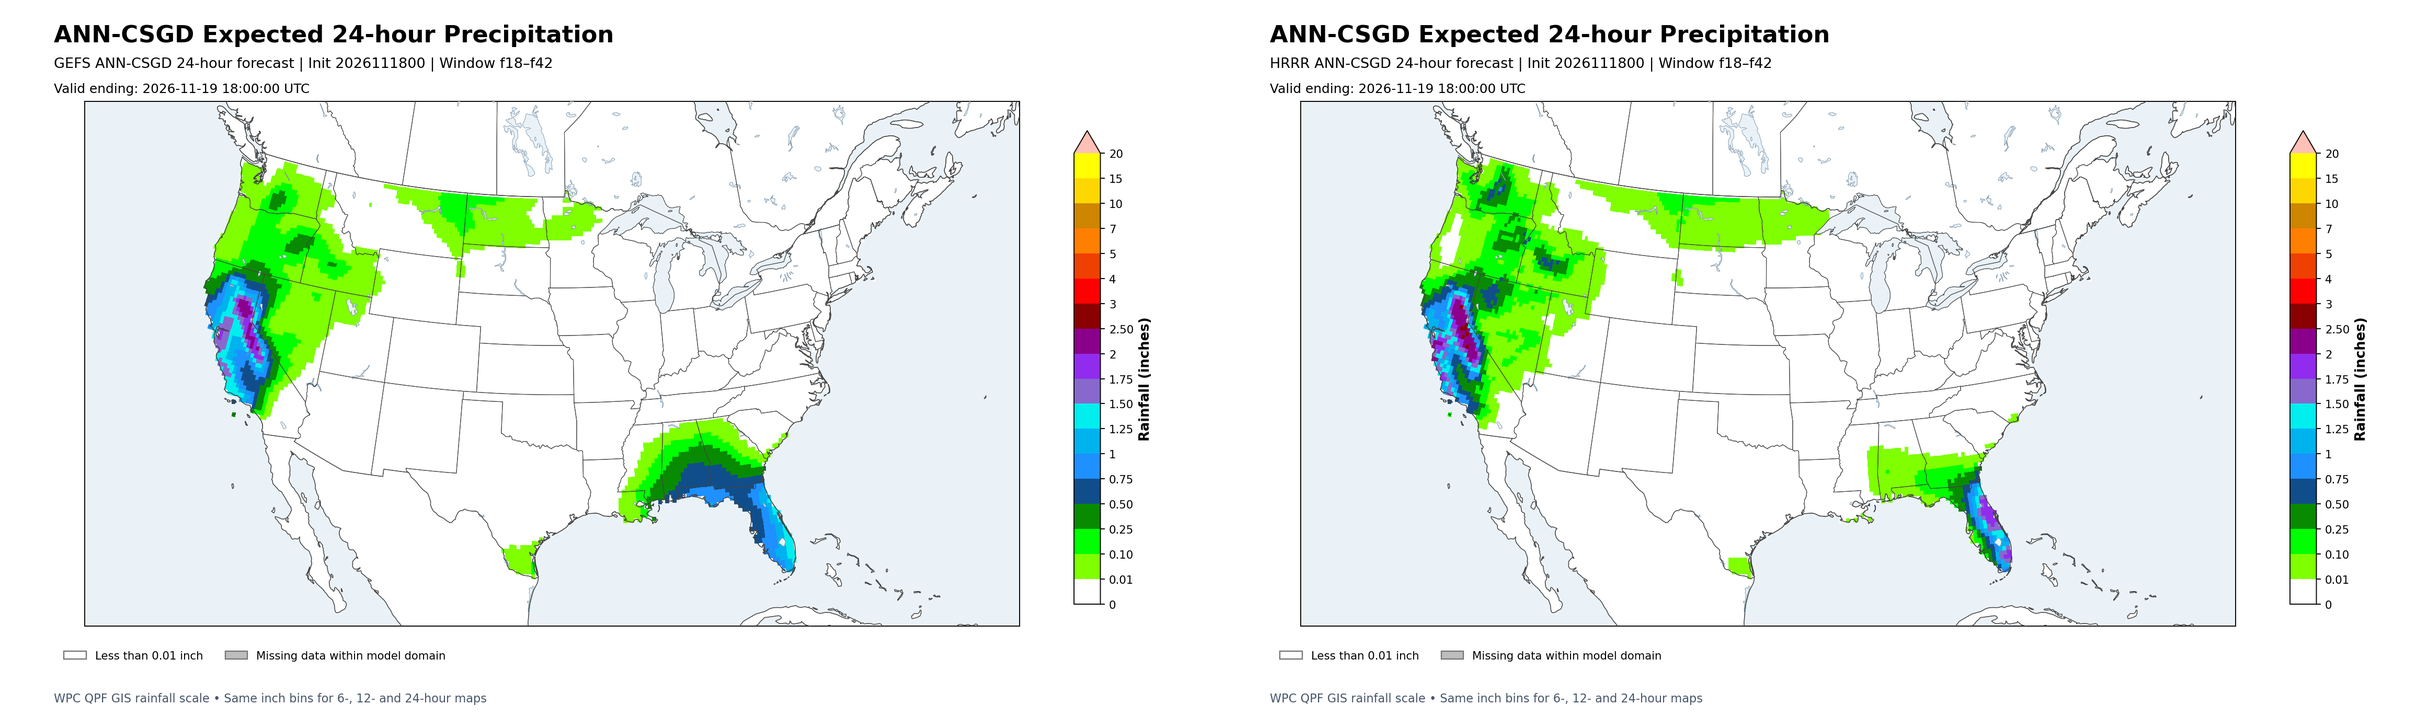 ANN-CSGD Expected 24-hour Precipitation
GEFS ANN-CSGD 24-hour forecast | Init 2026111800 | Window f18–f42
Valid ending: 2026-11-19 18:00:00 UTC
20
15
10
7
5
4
3
2.50
2
1.75
1.50
1.25
1
0.75
0.50
0.25
0.10
0.01
0
Rainfall (inches)
Less than 0.01 inch
Missing data within model domain
WPC QPF GIS rainfall scale • Same inch bins for 6-, 12- and 24-hour maps
ANN-CSGD Expected 24-hour Precipitation
HRRR ANN-CSGD 24-hour forecast | Init 2026111800 | Window f18–f42
Valid ending: 2026-11-19 18:00:00 UTC
20
15
10
7
5
4
3
2.50
2
1.75
1.50
1.25
1
0.75
0.50
0.25
0.10
0.01
0
Rainfall (inches)
Less than 0.01 inch
Missing data within model domain
WPC QPF GIS rainfall scale • Same inch bins for 6-, 12- and 24-hour maps